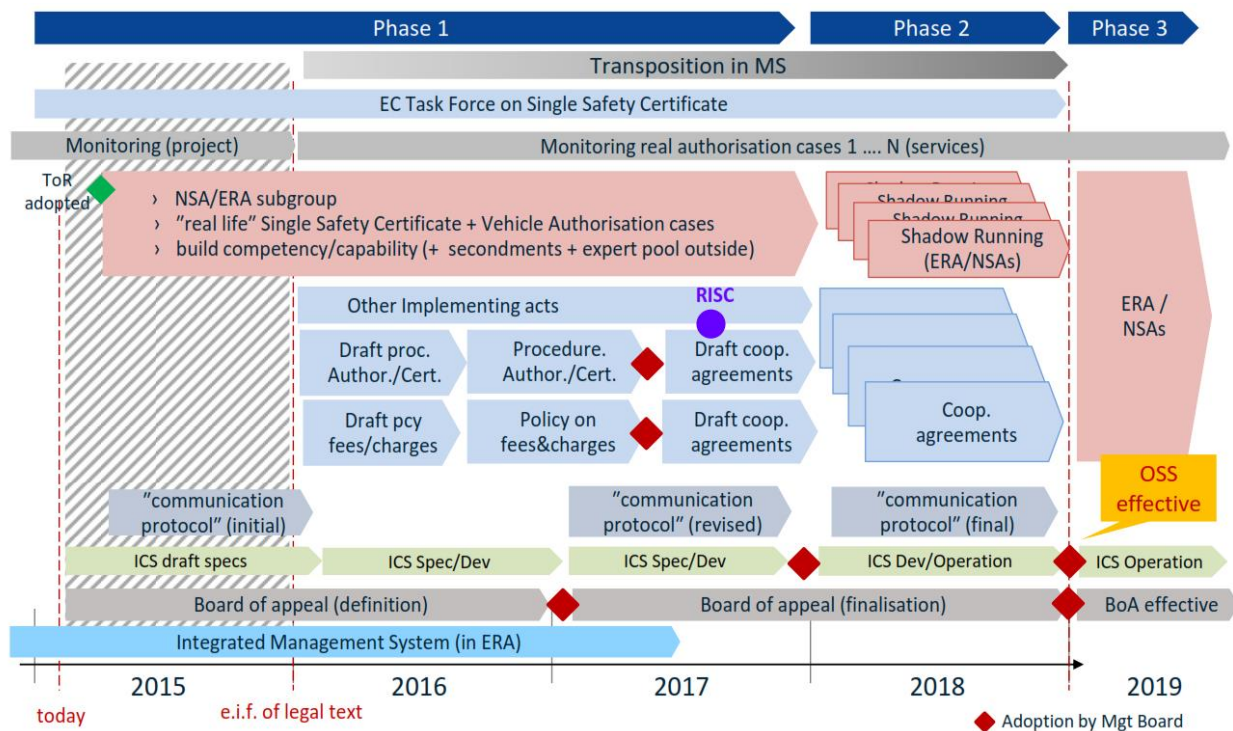 Phase 1
Phase 2
Phase 3
Transposition in MS
EC Task Force on Single Safety Certificate
Monitoring (project)
Monitoring real authorisation cases 1 .... N (services)
ToR
adopted
› NSA/ERA subgroup
› "real life" Single Safety Certificate + Vehicle Authorisation cases
› build competency/capability (+ secondments + expert pool outside)
Shadow Running
Shadow Running
Shadow Running
(ERA/NSAs)
ERA /
NSAs
Other Implementing acts
RISC
Draft proc.
Author./Cert.
Procedure.
Author./Cert.
Draft coop.
agreements
Draft pcy
fees/charges
Policy on
fees&charges
Draft coop.
agreements
Coop.
agreements
OSS
effective
"communication
protocol" (initial)
"communication
protocol" (revised)
"communication
protocol" (final)
ICS draft specs
ICS Spec/Dev
ICS Spec/Dev
ICS Dev/Operation
ICS Operation
Board of appeal (definition)
Board of appeal (finalisation)
BoA effective
Integrated Management System (in ERA)
2015
2016
2017
2018
2019
today
e.i.f. of legal text
Adoption by Mgt Board